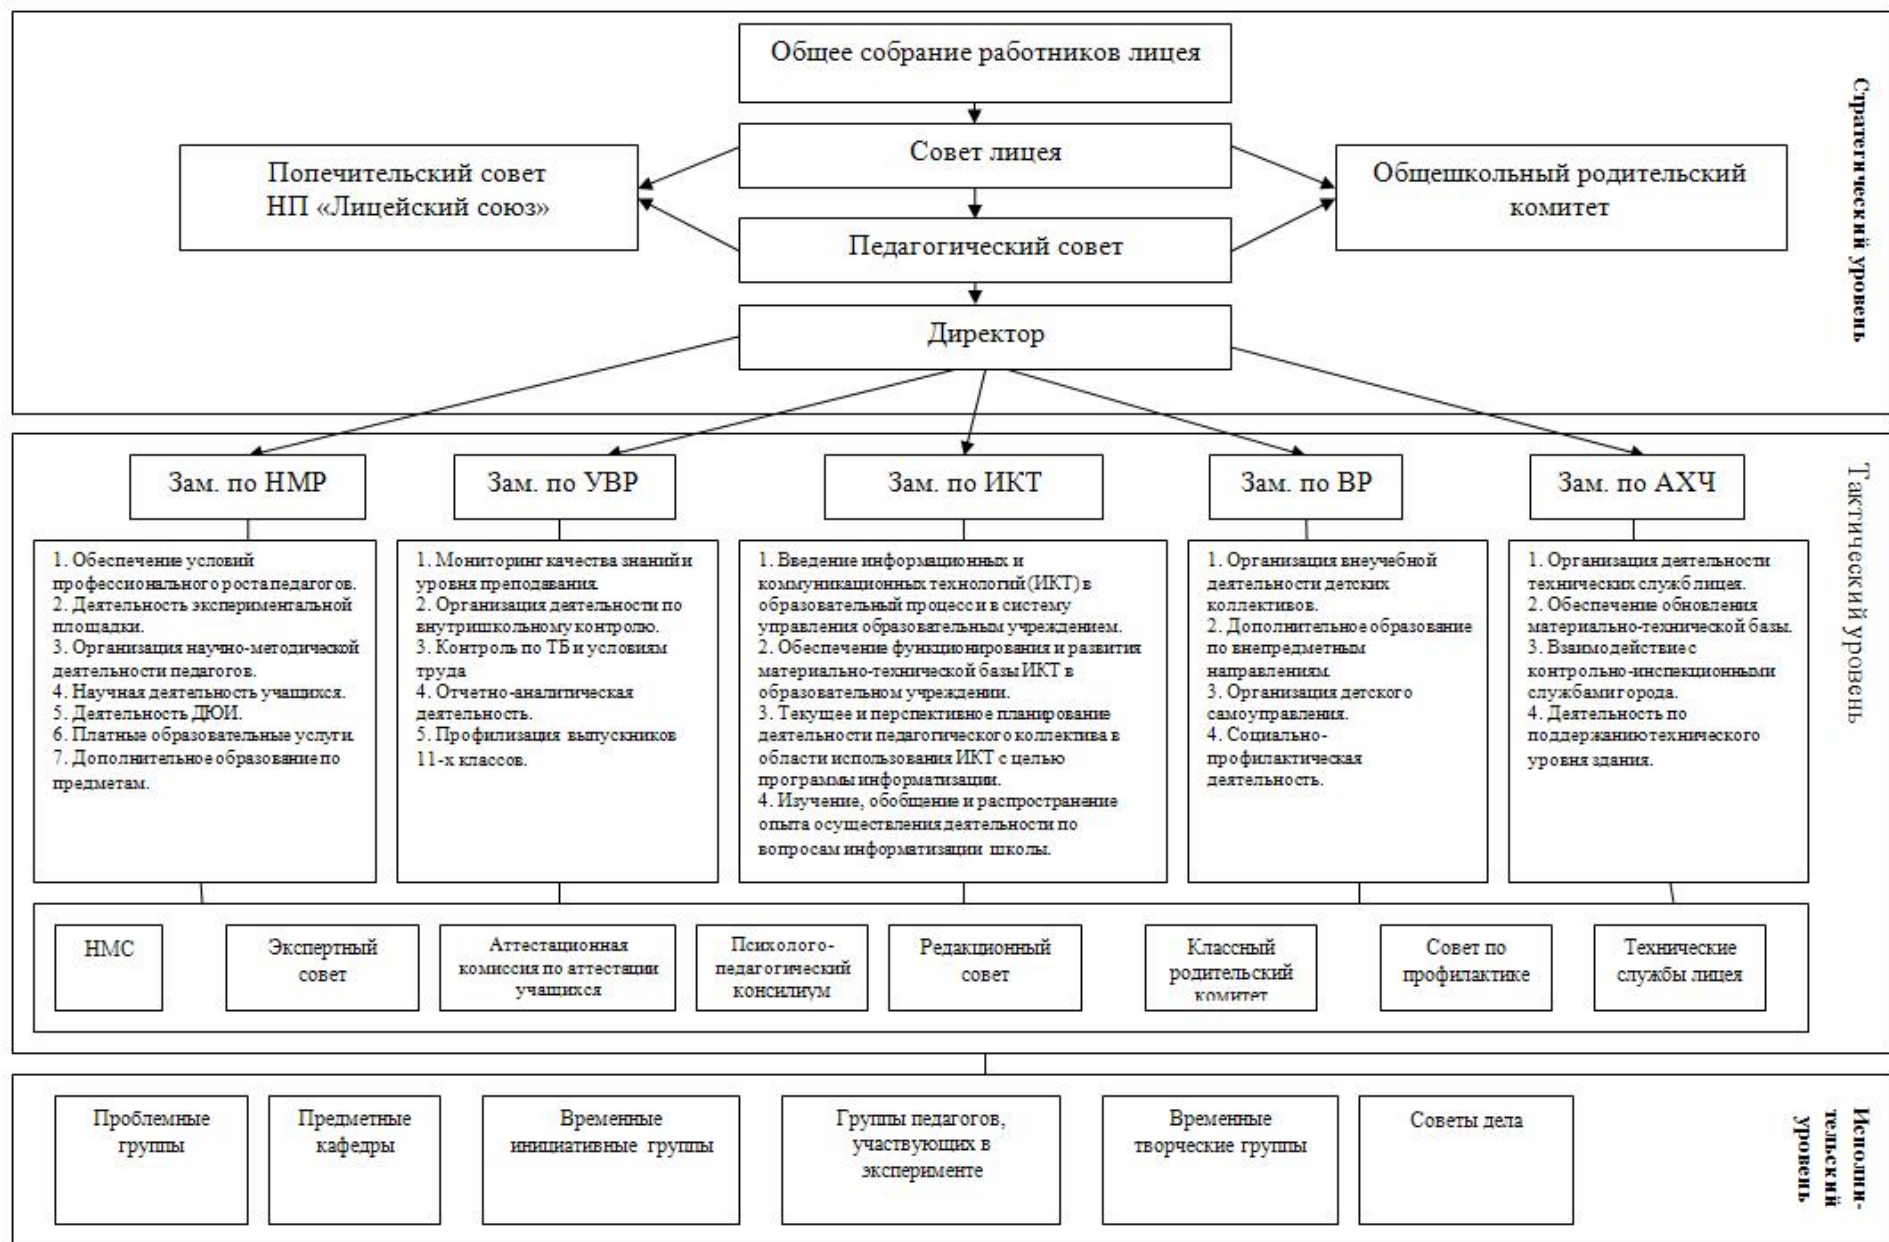 Общее собрание работников лицея
Совет лицея
Попечительский совет
НП «Лицейский союз»
Общешкольный родительский
комитет
Педагогический совет
Директор
Стратегический уровень
Зам. по НМР
Зам. по УВР
Зам. по ИКТ
Зам. по ВР
Зам. по АХЧ
Тактический уровень
1. Обеспечение условий
профессионального роста педагогов.
2. Деятельность экспериментальной
площадки.
3. Организация научно-методической
деятельности педагогов.
4. Научная деятельность учащихся.
5. Деятельность ДЮИ.
6. Платные образовательные услуги.
7. Дополнительное образование по
предметам.
1. Мониторинг качества знаний и
уровня преподавания.
2. Организация деятельности по
внутришкольному контролю.
3. Контроль по ТБ и условиям
труда
4. Отчетно-аналитическая
деятельность.
5. Профилизация выпускников
11-х классов.
1. Введение информационных и
коммуникационных технологий (ИКТ) в
образовательный процесс и в систему
управления образовательным учреждением.
2. Обеспечение функционирования и развития
материально-технической базы ИКТ в
образовательном учреждении.
3. Текущее и перспективное планирование
деятельности педагогического коллектива в
области использования ИКТ с целью
программы информатизации.
4. Изучение, обобщение и распространение
опыта осуществления деятельности по
вопросам информатизации школы.
1. Организация внеучебной
деятельности детских
коллективов.
2. Дополнительное образование
по внепредметным
направлениям.
3. Организация детского
самоуправления.
4. Социально-
профилактическая
деятельность.
1. Организация деятельности
технических служб лицея.
2. Обеспечение обновления
материально-технической базы.
3. Взаимодействие с
контрольно-инспекционными
службами города.
4. Деятельность по
поддержанию технического
уровня здания.
НМС
Экспертный
совет
Аттестационная
комиссия по аттестации
учащихся
Психолого-
педагогический
консилиум
Редакционный
совет
Классный
родительский
комитет
Совет по
профилактике
Технические
службы лицея
Проблемные
группы
Предметные
кафедры
Временные
инициативные группы
Группы педагогов,
участвующих в
эксперименте
Временные
творческие группы
Советы дела
Исполни-
тельский
уровень